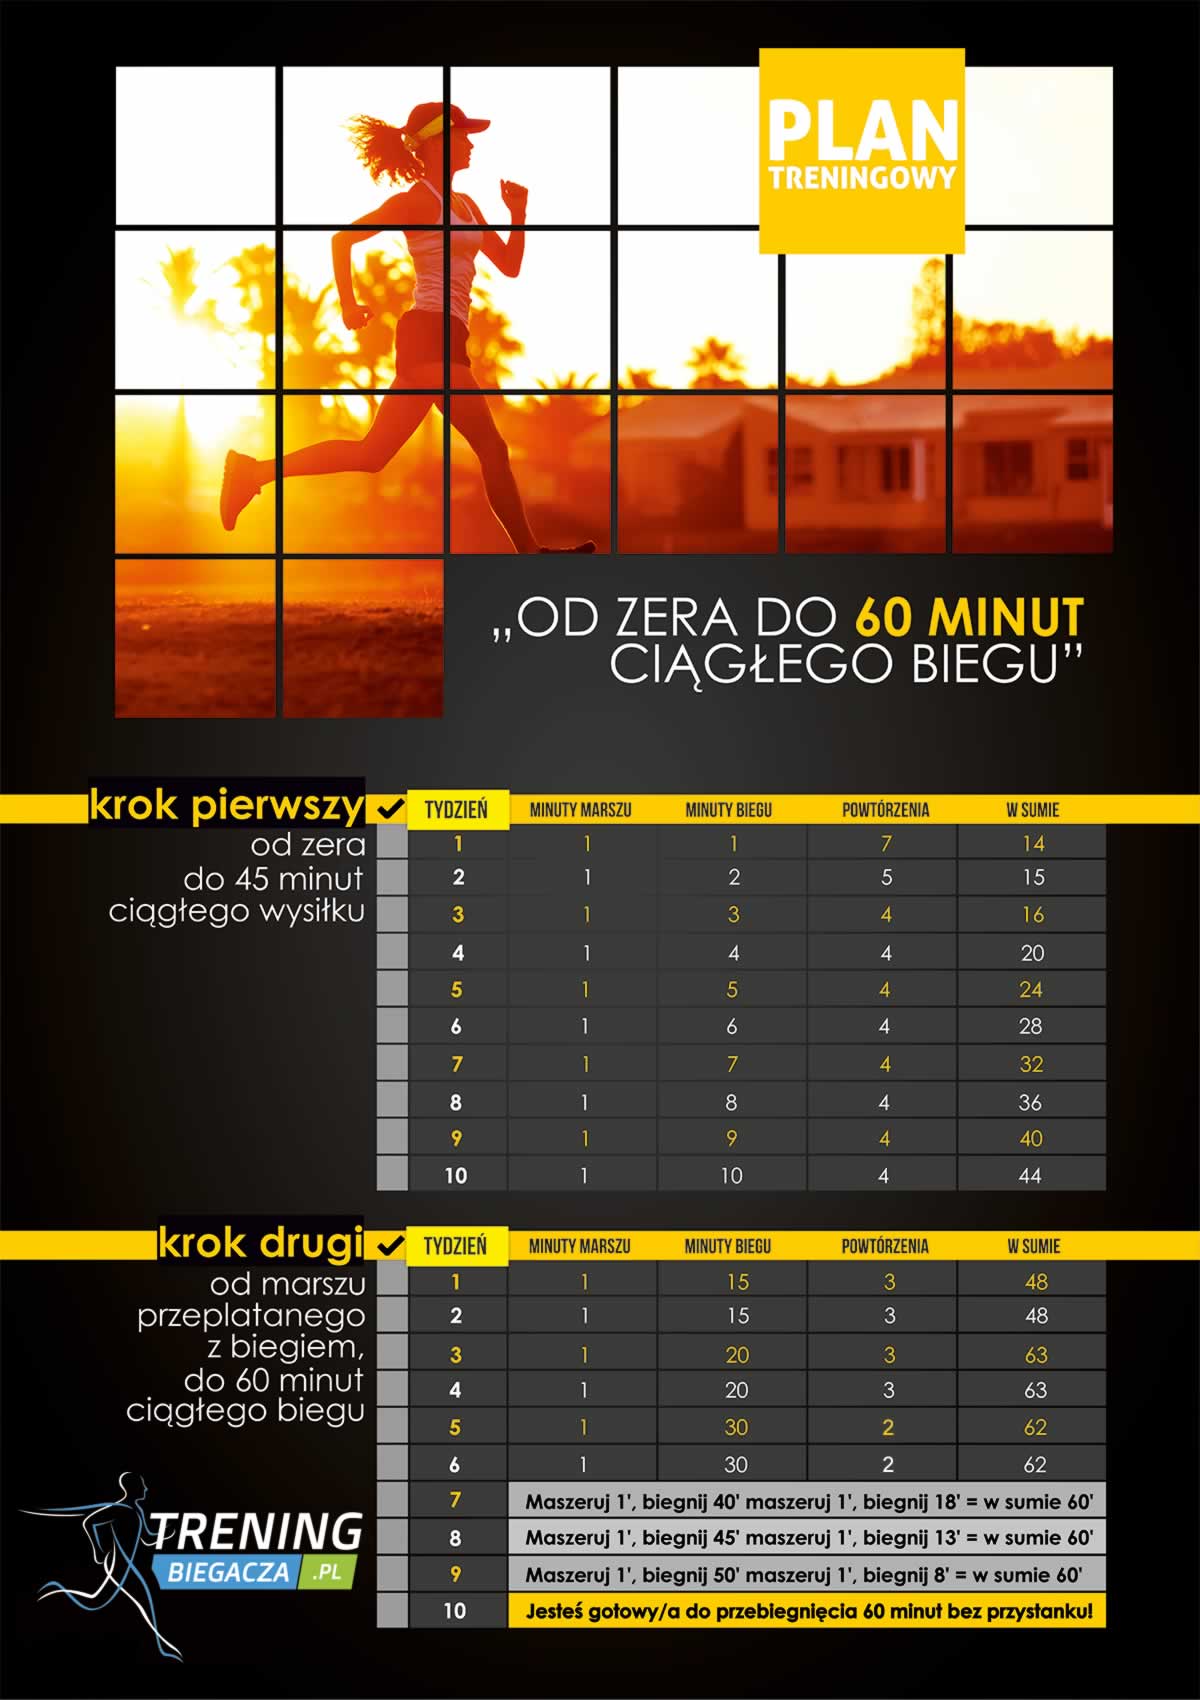 PLAN
TRENINGOWY
„OD ZERA DO 60 MINUT
CIĄGŁEGO BIEGU”
krok pierwszy
od zera
do 45 minut
ciągłego wysiłku
TYDZIEŃ MINUTY MARSZU MINUTY BIEGU POWTÓRZENIA W SUMIE
1 1 1 7 14
2 1 2 5 15
3 1 3 4 16
4 1 4 4 20
5 1 5 4 24
6 1 6 4 28
7 1 7 4 32
8 1 8 4 36
9 1 9 4 40
10 1 10 4 44
krok drugi
od marszu
przeplatanego
z biegiem,
do 60 minut
ciągłego biegu
TYDZIEŃ MINUTY MARSZU MINUTY BIEGU POWTÓRZENIA W SUMIE
1 1 15 3 48
2 1 15 3 48
3 1 20 3 63
4 1 20 3 63
5 1 30 2 62
6 1 30 2 62
7 Maszeruj 1', biegnij 40' maszeruj 1', biegnij 18' = w sumie 60'
8 Maszeruj 1', biegnij 45' maszeruj 1', biegnij 13' = w sumie 60'
9 Maszeruj 1', biegnij 50' maszeruj 1', biegnij 8' = w sumie 60'
10 Jesteś gotowy/a do przebiegnięcia 60 minut bez przystanku!
TRENING
BIEGACZA .PL